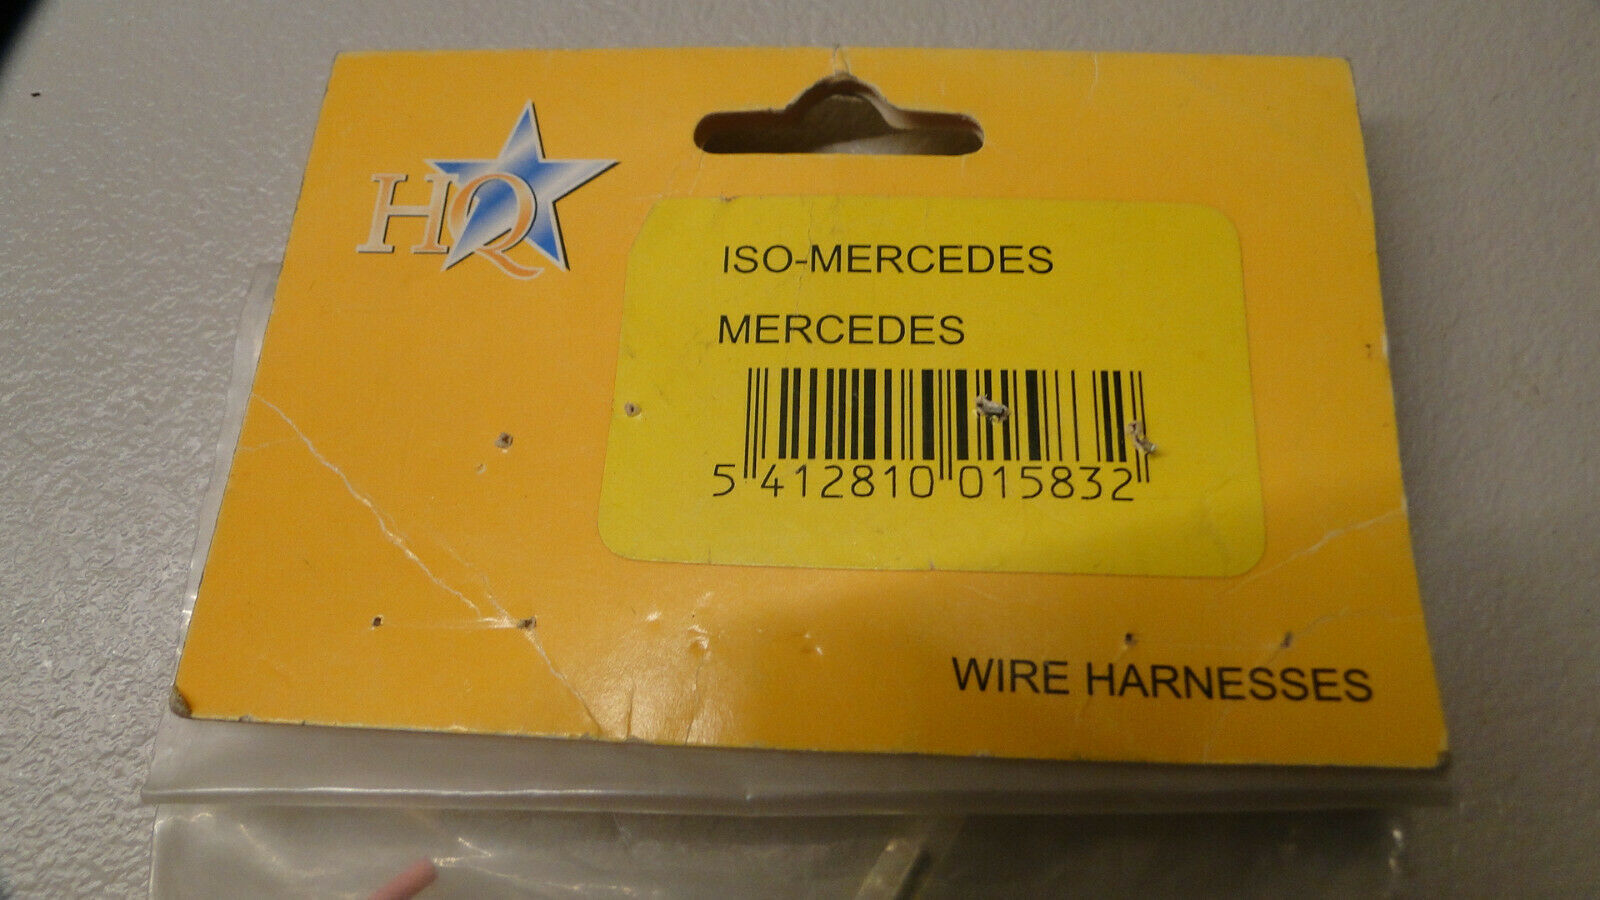 HQ
ISO-MERCEDES
MERCEDES
5 412810 015832
WIRE HARNESSES